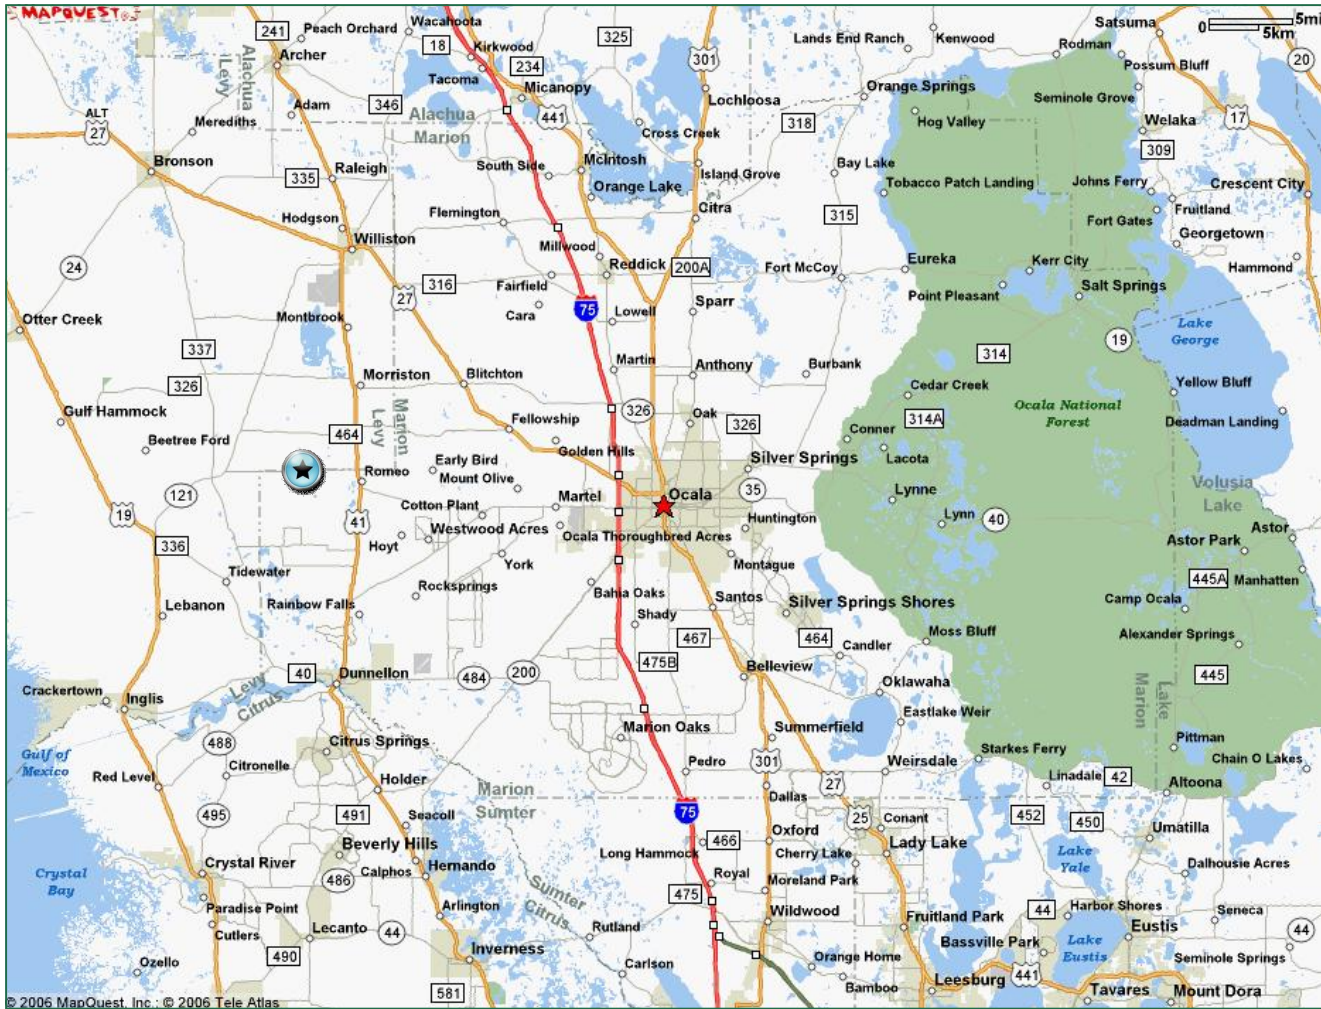 MAPQUEST
Wacahoota
Satsuma
0 5mi
5km
241
Peach Orchard
18
Kirkwood
325
Lands End Ranch
Kenwood
Rodman
Archer
Alachua
Levy
Tacoma
234
301
Possum Bluff
20
Micanopy
Orange Springs
Seminole Grove
ALT
27
Adam
346
Alachua
Marion
441
Lochloosa
318
Hog Valley
Welaka
17
Merediths
Cross Creek
309
Bronson
335
Raleigh
South Side
McIntosh
Island Grove
Bay Lake
Tobacco Patch Landing
Johns Ferry
Crescent City
Orange Lake
Fruitland
Hodgson
Flemington
Citra
315
Fort Gates
Georgetown
Williston
Millwood
24
Reddick
200A
Fort McCoy
Eureka
Kerr City
Hammond
316
Fairfield
27
Point Pleasant
Salt Springs
Cara
75
Lowell
Sparr
Otter Creek
Montbrook
Lake
George
337
Martin
Anthony
Burbank
314
19
326
Morriston
Blitchton
Cedar Creek
Yellow Bluff
Gulf Hammock
Marion
Levy
Fellowship
326
Oak
326
314A
Ocala National
Forest
Deadman Landing
Beetree Ford
464
Golden Hills
Conner
Silver Springs
Lacota
Early Bird
Romeo
Mount Olive
Volusia
Lake
121
Cotton Plant
Martel
Ocala
35
Lynne
19
41
Westwood Acres
Huntington
Lynn
40
Astor
336
Hoyt
Ocala Thoroughbred Acres
Astor Park
York
Montague
Tidewater
Rocksprings
Bahia Oaks
445A
Manhatten
Lebanon
Rainbow Falls
Santos
Silver Springs Shores
Camp Ocala
Shady
467
464
Moss Bluff
Alexander Springs
Candler
475B
Belleview
40
Dunnellon
484
200
445
Crackertown
Inglis
Levy
Citrus
Oklawaha
Marion
Lake
Eastlake Weir
Marion Oaks
Summerfield
488
Citrus Springs
Pittman
Gulf of
Mexico
Starkes Ferry
Citronelle
Pedro
301
Weirsdale
Chain O Lakes
Red Level
Holder
27
Linadale
42
Altoona
Marion
Sumter
Dallas
495
491
Seacoll
75
25
Conant
452
450
Umatilla
Oxford
Beverly Hills
466
Crystal River
Long Hammock
Cherry Lake
Lady Lake
Lake
Yale
486
Calphos
Hernando
Dalhousie Acres
Crystal
Bay
Royal
Moreland Park
Sumter
Citrus
475
Paradise Point
Arlington
44
Harbor Shores
Seneca
Wildwood
Cutlers
Lecanto
44
Rutland
Fruitland Park
Eustis
44
Bassville Park
Lake
Eustis
490
Inverness
Orange Home
Seminole Springs
Ozello
Carlson
441
Leesburg
Bamboo
581
Tavares
Mount Dora
© 2006 MapQuest, Inc.; © 2006 Tele Atlas